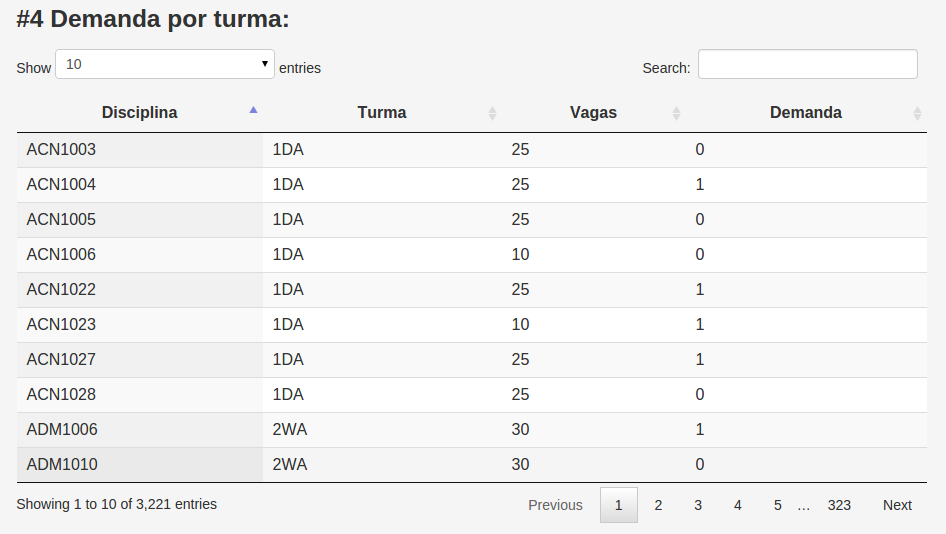 #4 Demanda por turma:
Show 10 entries Search:
Disciplina Turma Vagas Demanda
ACN1003 1DA 25 0
ACN1004 1DA 25 1
ACN1005 1DA 25 0
ACN1006 1DA 10 0
ACN1022 1DA 25 1
ACN1023 1DA 10 1
ACN1027 1DA 25 1
ACN1028 1DA 25 0
ADM1006 2WA 30 1
ADM1010 2WA 30 0
Showing 1 to 10 of 3,221 entries Previous 1 2 3 4 5 … 323 Next